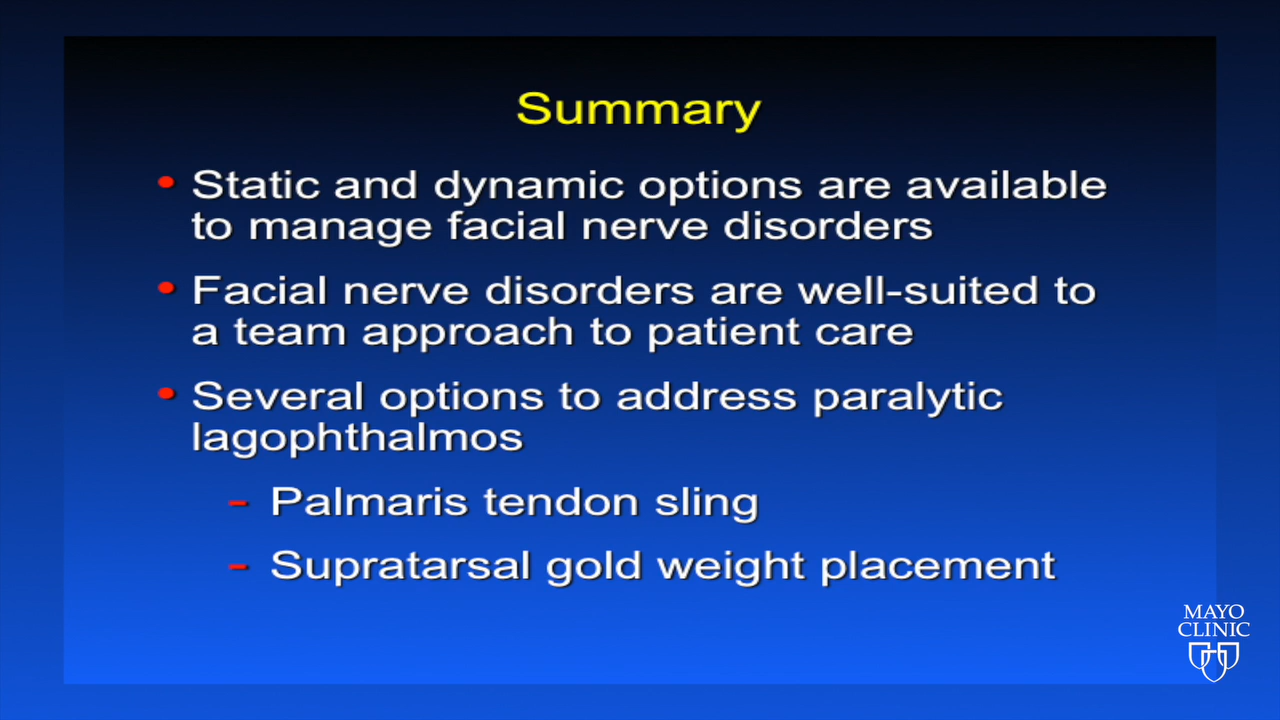 Summary
• Static and dynamic options are available
to manage facial nerve disorders
• Facial nerve disorders are well-suited to
a team approach to patient care
• Several options to address paralytic
lagophthalmos
- Palmaris tendon sling
- Supratarsal gold weight placement
MAYO
CLINIC